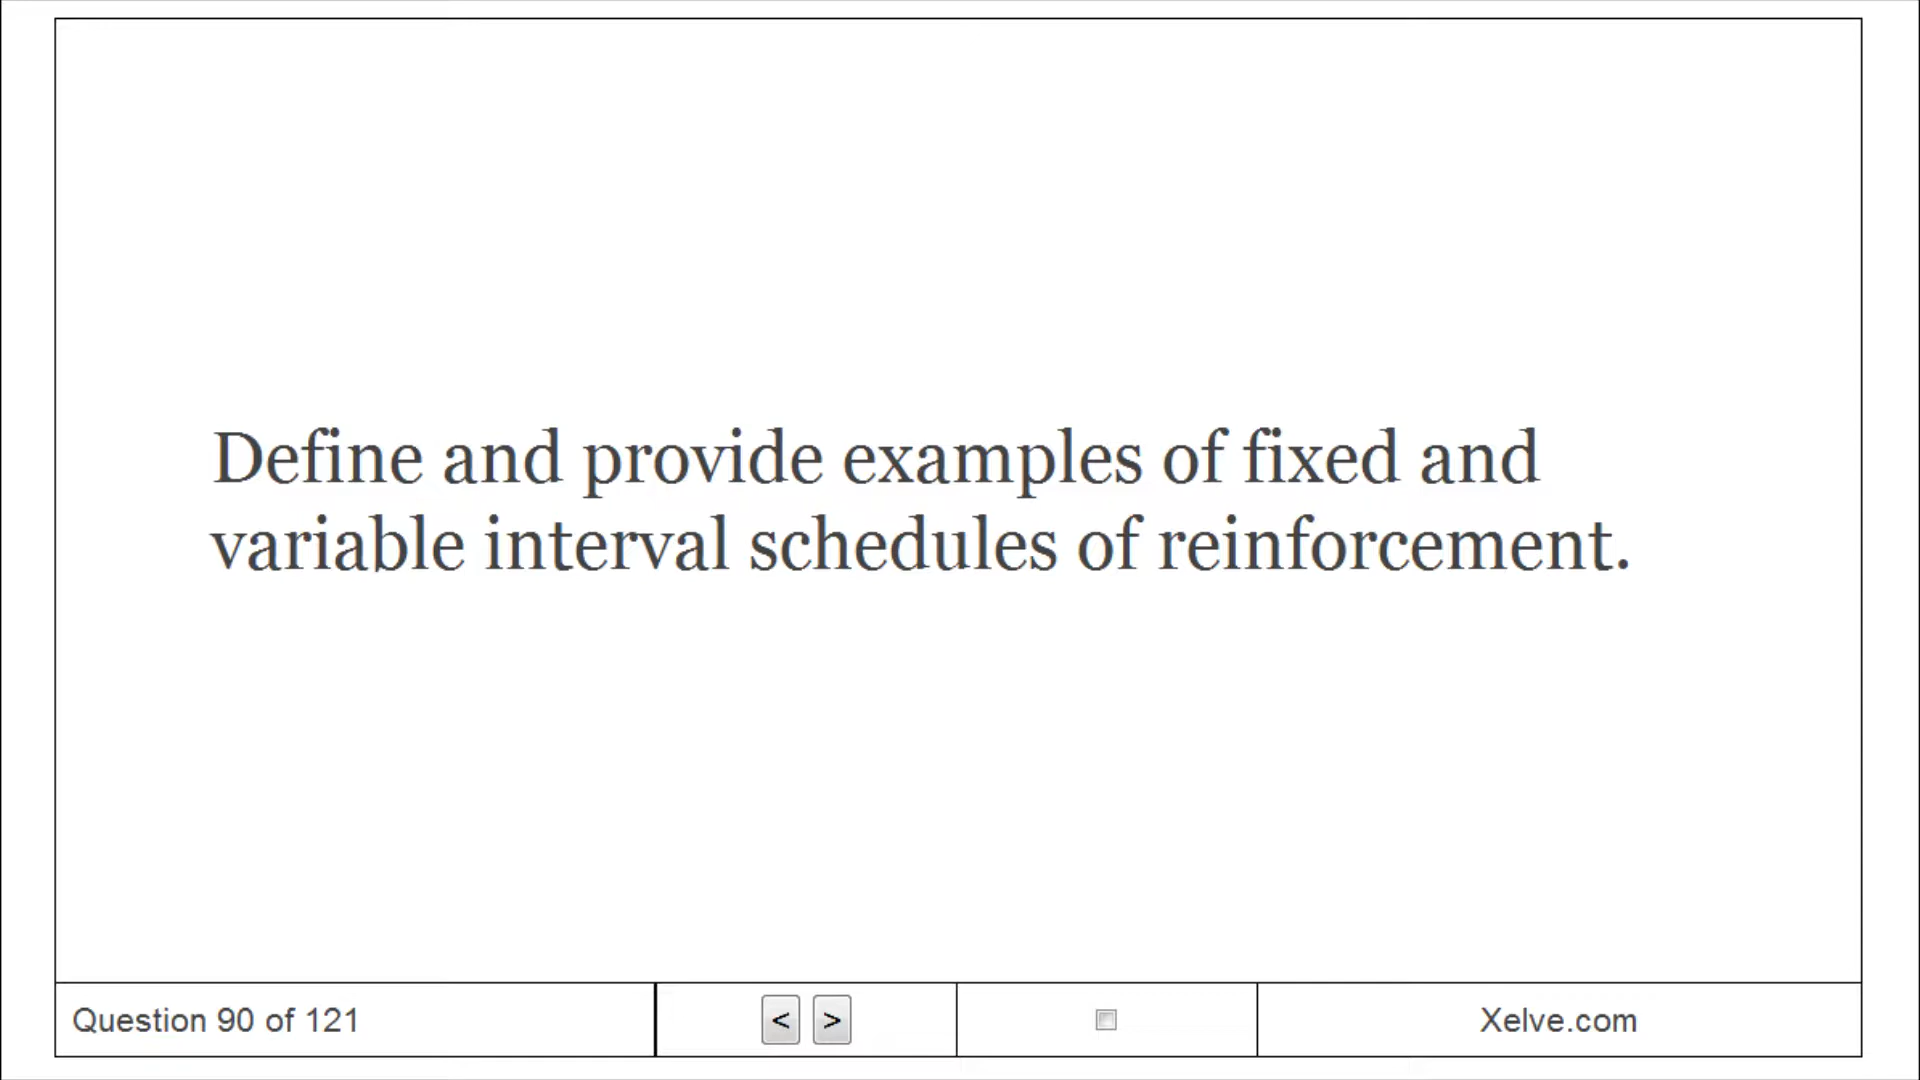 Define and provide examples of fixed and
variable interval schedules of reinforcement.
Question 90 of 121
< >
Xelve.com